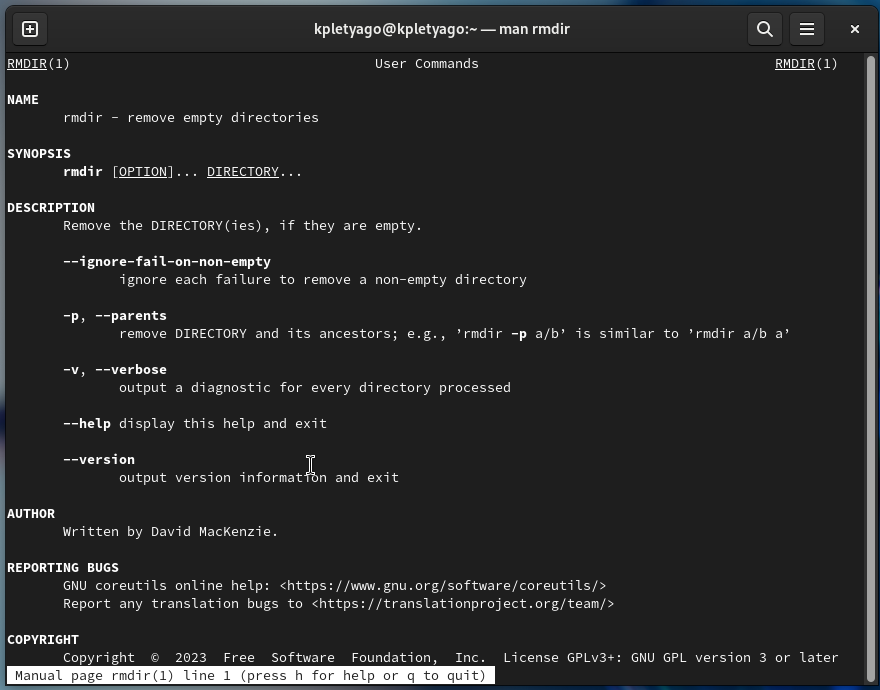 kpletyago@kpletyago:~ — man rmdir
RMDIR(1) User Commands RMDIR(1)
NAME
rmdir - remove empty directories
SYNOPSIS
rmdir [OPTION]... DIRECTORY...
DESCRIPTION
Remove the DIRECTORY(ies), if they are empty.
--ignore-fail-on-non-empty
ignore each failure to remove a non-empty directory
-p, --parents
remove DIRECTORY and its ancestors; e.g., ’rmdir -p a/b’ is similar to ’rmdir a/b a’
-v, --verbose
output a diagnostic for every directory processed
--help display this help and exit
--version
output version information and exit
AUTHOR
Written by David MacKenzie.
REPORTING BUGS
GNU coreutils online help: <https://www.gnu.org/software/coreutils/>
Report any translation bugs to <https://translationproject.org/team/>
COPYRIGHT
Copyright © 2023 Free Software Foundation, Inc. License GPLv3+: GNU GPL version 3 or later
Manual page rmdir(1) line 1 (press h for help or q to quit)